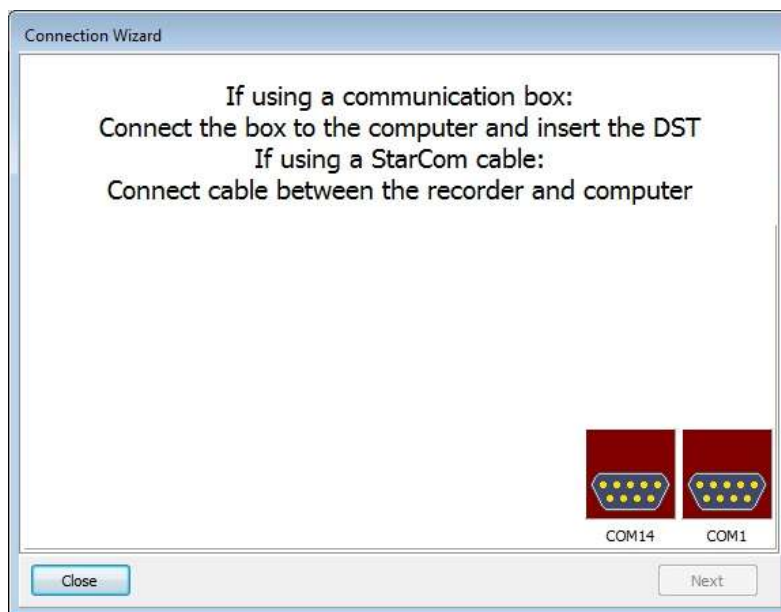 Connection Wizard
If using a communication box:
Connect the box to the computer and insert the DST
If using a StarCom cable:
Connect cable between the recorder and computer
COM14 COM1
Close Next